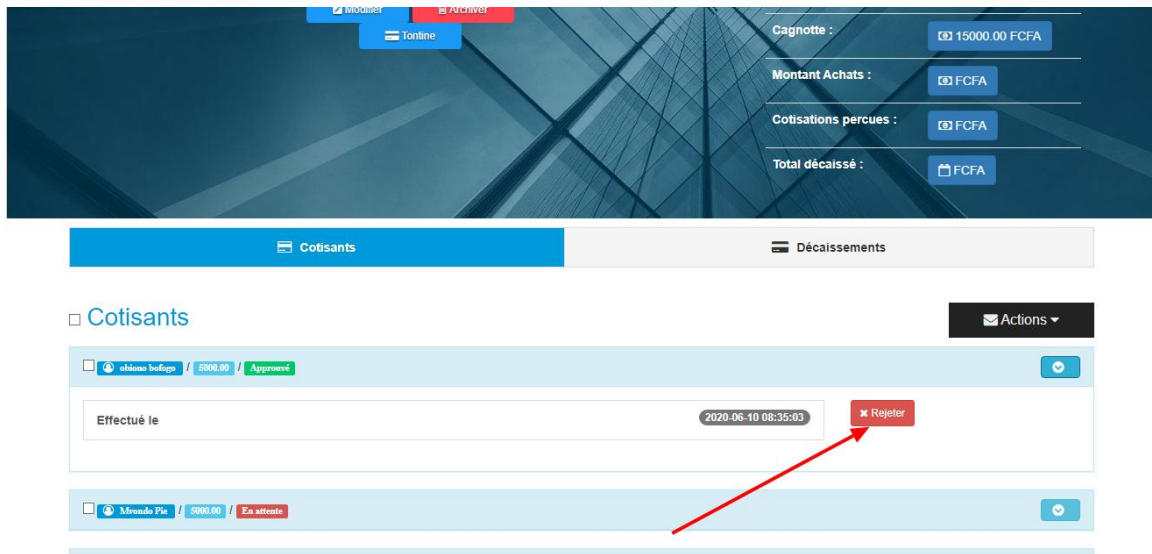 Modifier
Archiver
Tontine
Cagnotte :
15000.00 FCFA
Montant Achats :
FCFA
Cotisations percues :
FCFA
Total décaissé :
FCFA
Cotisants
Décaissements
Cotisants
Actions
obiono bofogo / 5000.00 / Approuvé
Effectué le
2020-06-10 08:35:03
Rejeter
Mvondo Pie / 5000.00 / En attente